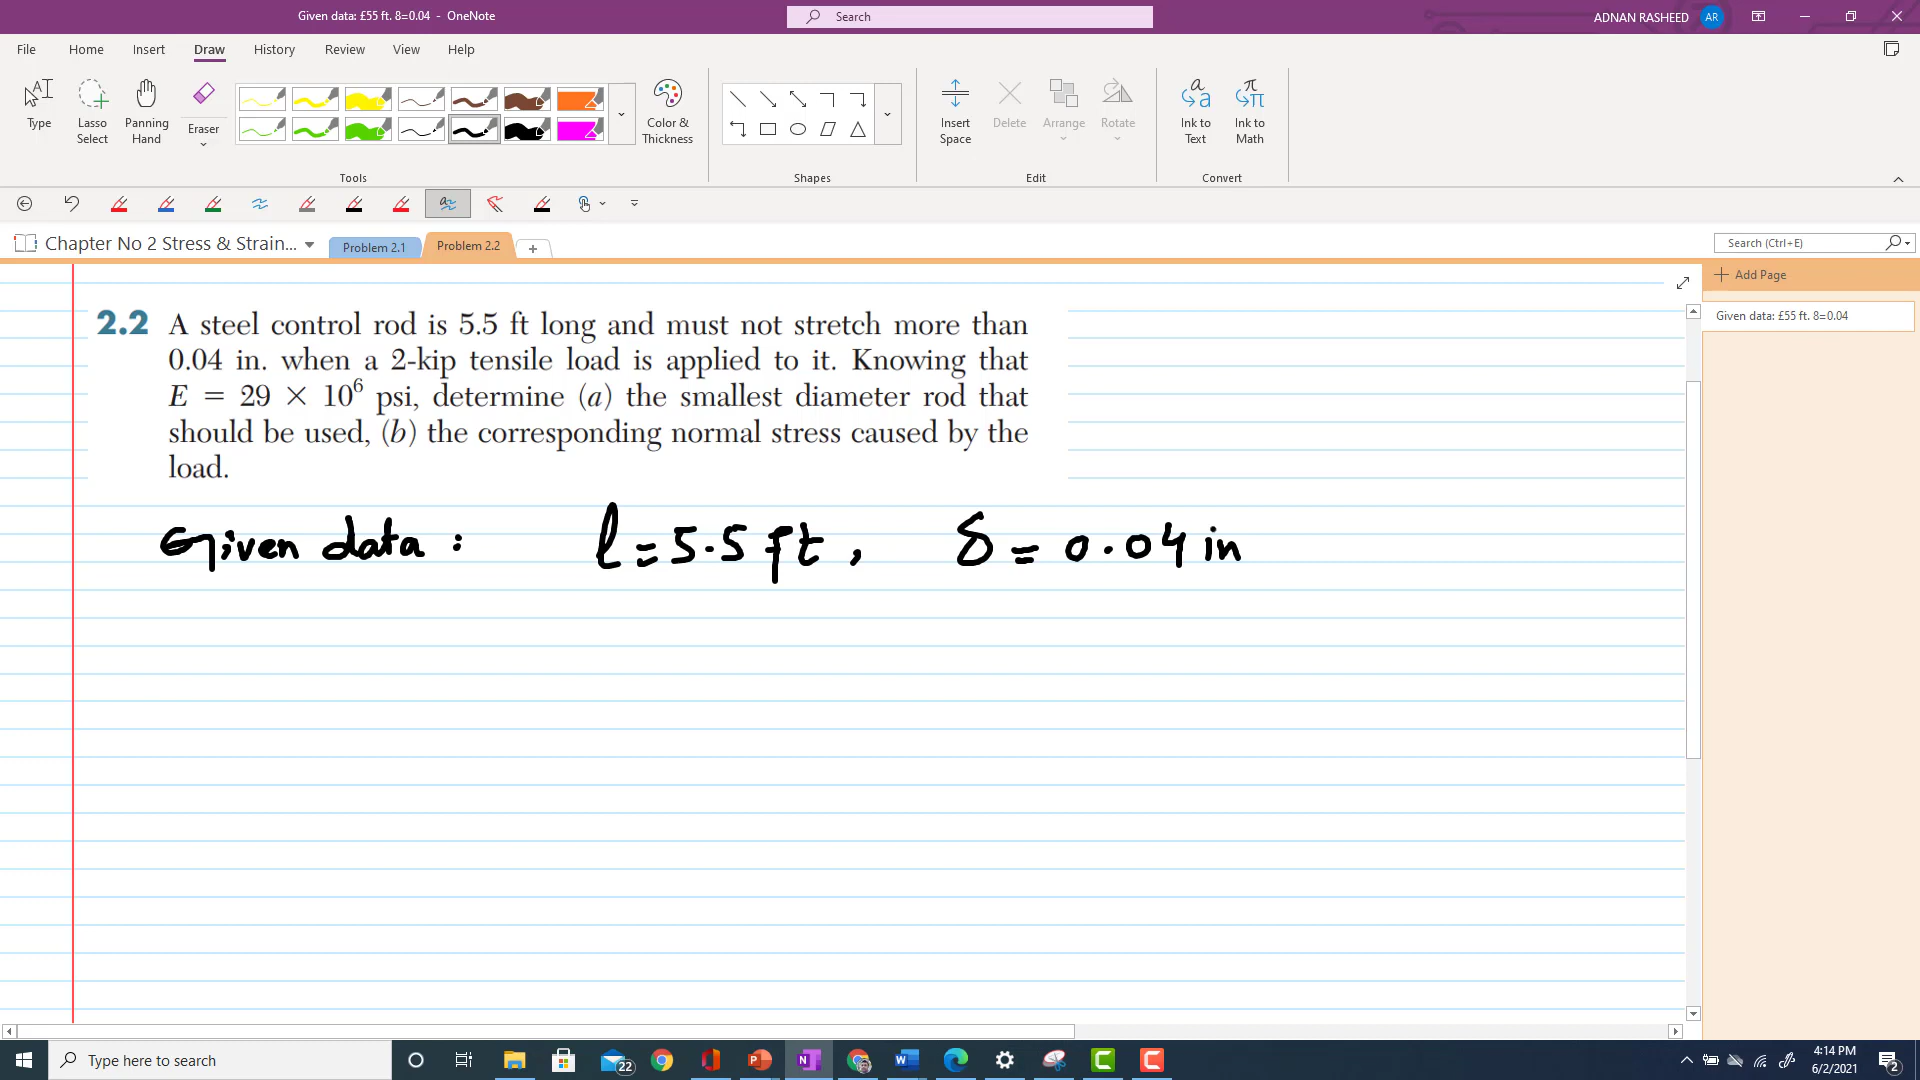 Given data: £55 ft. 8=0.04 - OneNote
Search
ADNAN RASHEED
AR
File Home Insert Draw History Review View Help
Type
Lasso Select
Panning Hand
Eraser
Color & Thickness
Insert Space
Delete
Arrange
Rotate
Ink to Text
Ink to Math
Tools
Shapes
Edit
Convert
Chapter No 2 Stress & Strain...
Problem 2.1
Problem 2.2
Search (Ctrl+E)
Add Page
Given data: £55 ft. 8=0.04
2.2 A steel control rod is 5.5 ft long and must not stretch more than
0.04 in. when a 2-kip tensile load is applied to it. Knowing that
E = 29 × 10⁶ psi, determine (a) the smallest diameter rod that
should be used, (b) the corresponding normal stress caused by the
load.
Given data : l = 5.5 ft , δ = 0.04 in
Type here to search
22
4:14 PM
6/2/2021
2